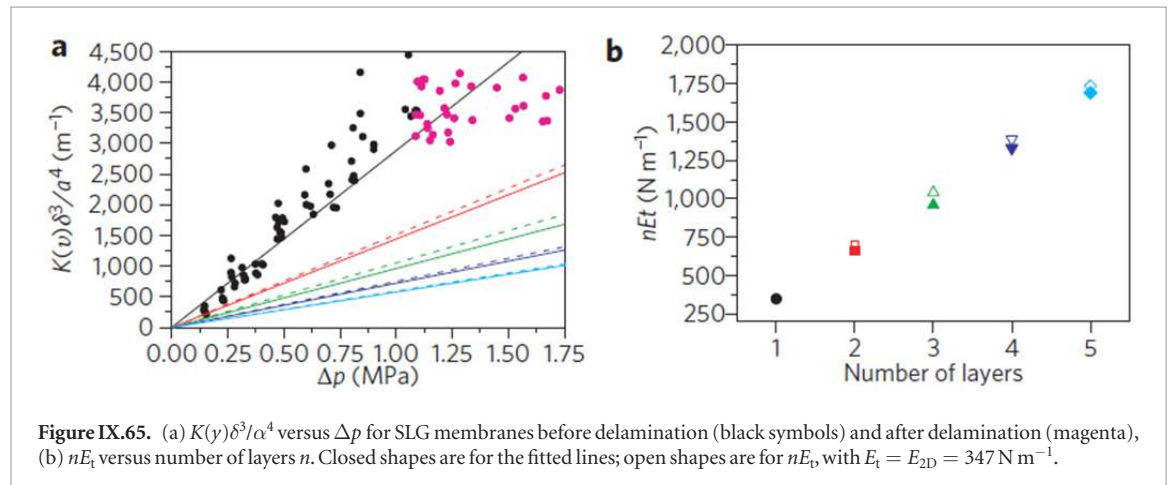 a
4,500
4,000
3,500
3,000
2,500
2,000
1,500
1,000
500
0
K(υ)δ³/a⁴ (m⁻¹)
0.00 0.25 0.50 0.75 1.00 1.25 1.50 1.75
Δp (MPa)
b
2,000
1,750
1,500
1,250
1,000
750
500
250
nEt (N m⁻¹)
1 2 3 4 5
Number of layers
Figure IX.65. (a) K(y)δ³/α⁴ versus Δp for SLG membranes before delamination (black symbols) and after delamination (magenta),
(b) nEₜ versus number of layers n. Closed shapes are for the fitted lines; open shapes are for nEₜ, with Eₜ = E₂D = 347 N m⁻¹.